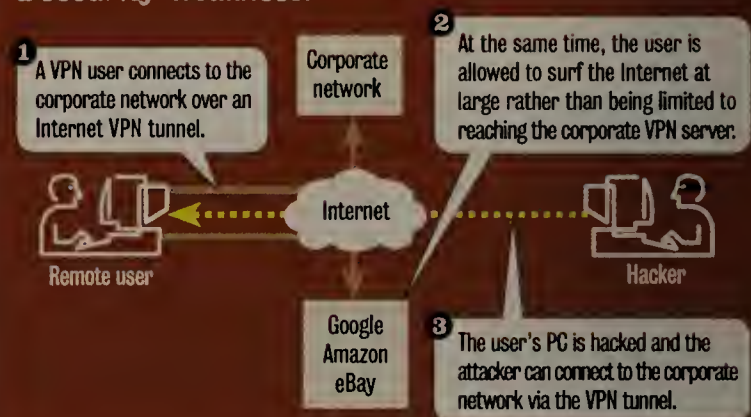 1
A VPN user connects to the
corporate network over an
Internet VPN tunnel.
Corporate
network
2
At the same time, the user is
allowed to surf the Internet at
large rather than being limited to
reaching the corporate VPN server.
Remote user
Internet
Hacker
Google
Amazon
eBay
3
The user's PC is hacked and the
attacker can connect to the corporate
network via the VPN tunnel.